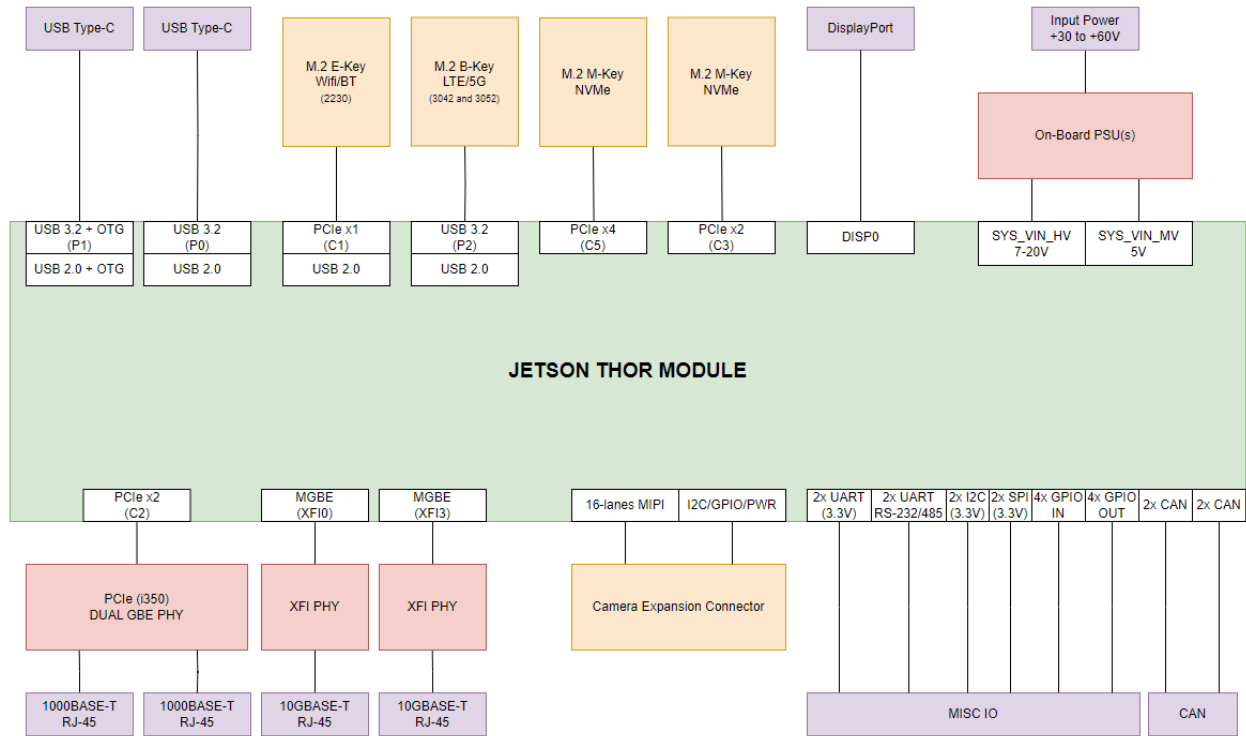 USB Type-C
USB Type-C
M.2 E-Key
Wifi/BT
(2230)
M.2 B-Key
LTE/5G
(3042 and 3052)
M.2 M-Key
NVMe
M.2 M-Key
NVMe
DisplayPort
Input Power
+30 to +60V
On-Board PSU(s)
USB 3.2 + OTG
(P1)
USB 2.0 + OTG
USB 3.2
(P0)
USB 2.0
PCIe x1
(C1)
USB 2.0
USB 3.2
(P2)
USB 2.0
PCIe x4
(C5)
PCIe x2
(C3)
DISP0
SYS_VIN_HV
7-20V
SYS_VIN_MV
5V
JETSON THOR MODULE
PCIe x2
(C2)
MGBE
(XFI0)
MGBE
(XFI3)
16-lanes MIPI
I2C/GPIO/PWR
2x UART
(3.3V)
2x UART
RS-232/485
2x I2C
(3.3V)
2x SPI
(3.3V)
4x GPIO
IN
4x GPIO
OUT
2x CAN
2x CAN
PCIe (i350)
DUAL GBE PHY
XFI PHY
XFI PHY
Camera Expansion Connector
1000BASE-T
RJ-45
1000BASE-T
RJ-45
10GBASE-T
RJ-45
10GBASE-T
RJ-45
MISC IO
CAN